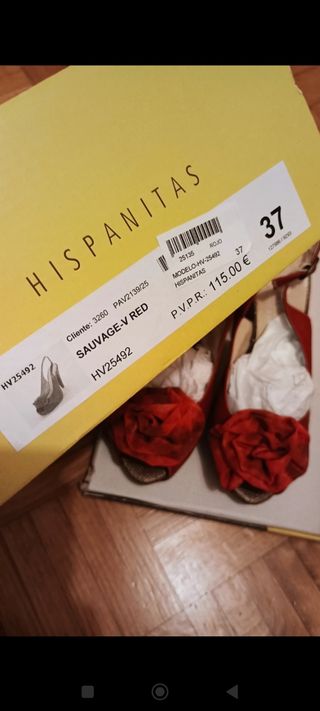 HISPANITAS
Cliente: 3260 PAV2139/25
SAUVAGE-V RED
HV25492
HV25492
25135 ROJO
MODELO-HV-25492 37
HISPANITAS
P.V.P.R.: 115.00 €
37